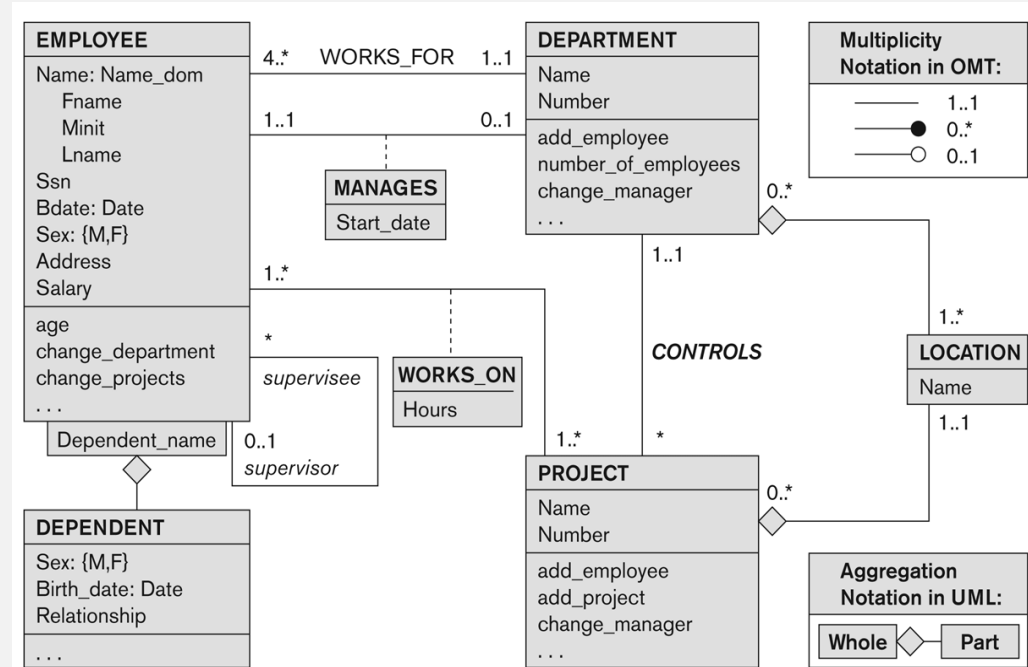 EMPLOYEE
Name: Name_dom
Fname
Minit
Lname
Ssn
Bdate: Date
Sex: {M,F}
Address
Salary
age
change_department
change_projects
. . .
Dependent_name
DEPENDENT
Sex: {M,F}
Birth_date: Date
Relationship
. . .
4..* WORKS_FOR 1..1
1..1 0..1
MANAGES
Start_date
1..*
*
supervisee
0..1
supervisor
WORKS_ON
Hours
1..*
DEPARTMENT
Name
Number
add_employee
number_of_employees
change_manager
. . .
0..*
1..1
CONTROLS
*
PROJECT
Name
Number
add_employee
add_project
change_manager
. . .
0..*
1..*
LOCATION
Name
1..1
Multiplicity
Notation in OMT:
1..1
0..*
0..1
Aggregation
Notation in UML:
Whole Part